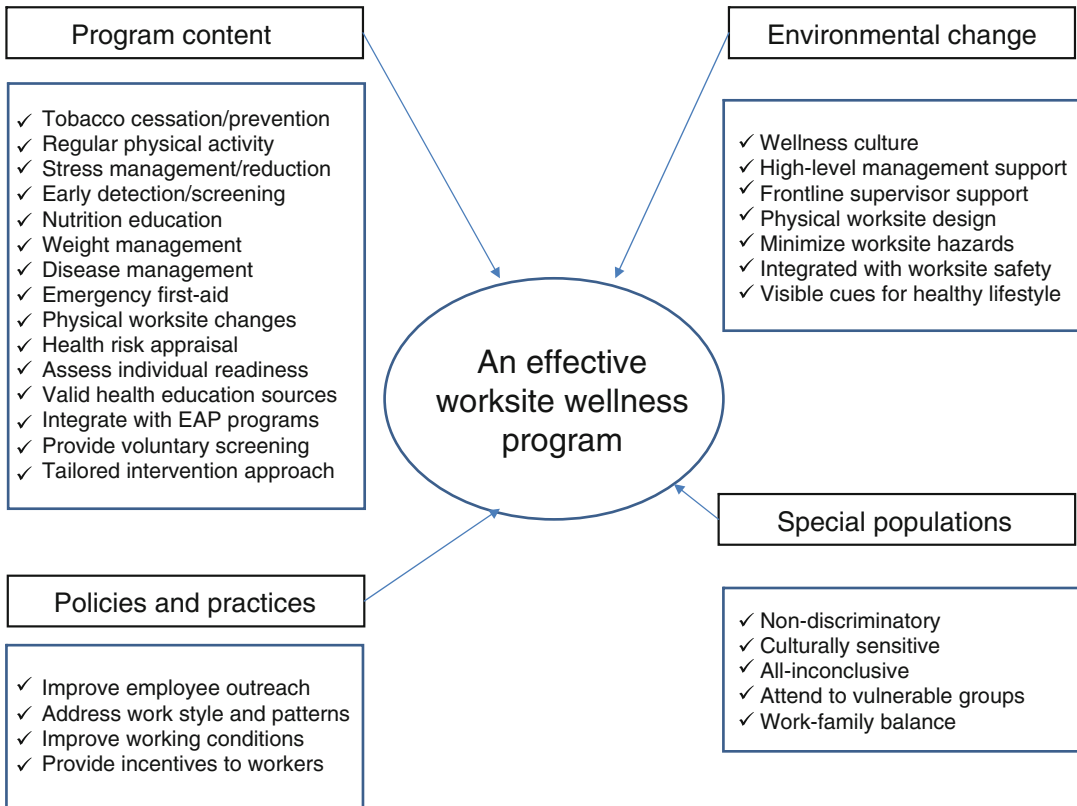 Program content
✓ Tobacco cessation/prevention
✓ Regular physical activity
✓ Stress management/reduction
✓ Early detection/screening
✓ Nutrition education
✓ Weight management
✓ Disease management
✓ Emergency first-aid
✓ Physical worksite changes
✓ Health risk appraisal
✓ Assess individual readiness
✓ Valid health education sources
✓ Integrate with EAP programs
✓ Provide voluntary screening
✓ Tailored intervention approach
Environmental change
✓ Wellness culture
✓ High-level management support
✓ Frontline supervisor support
✓ Physical worksite design
✓ Minimize worksite hazards
✓ Integrated with worksite safety
✓ Visible cues for healthy lifestyle
An effective
worksite wellness
program
Policies and practices
✓ Improve employee outreach
✓ Address work style and patterns
✓ Improve working conditions
✓ Provide incentives to workers
Special populations
✓ Non-discriminatory
✓ Culturally sensitive
✓ All-inconclusive
✓ Attend to vulnerable groups
✓ Work-family balance